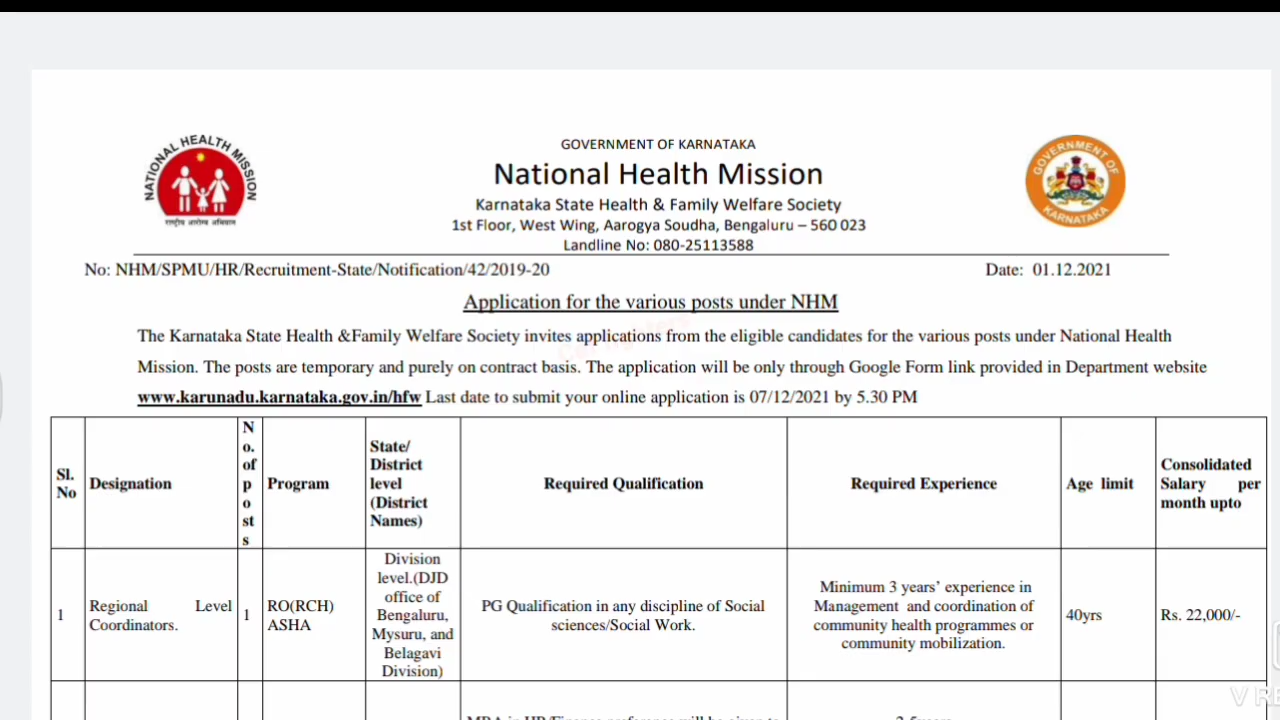 NATIONAL HEALTH MISSION
राष्ट्रीय आरोग्य अभियान
GOVERNMENT OF KARNATAKA
National Health Mission
Karnataka State Health & Family Welfare Society
1st Floor, West Wing, Aarogya Soudha, Bengaluru – 560 023
Landline No: 080-25113588
GOVERNMENT OF
KARNATAKA
No: NHM/SPMU/HR/Recruitment-State/Notification/42/2019-20 Date: 01.12.2021
Application for the various posts under NHM
The Karnataka State Health &Family Welfare Society invites applications from the eligible candidates for the various posts under National Health
Mission. The posts are temporary and purely on contract basis. The application will be only through Google Form link provided in Department website
www.karunadu.karnataka.gov.in/hfw Last date to submit your online application is 07/12/2021 by 5.30 PM
Sl.
No
Designation
N
o.
of
p
o
st
s
Program
State/
District
level
(District
Names)
Required Qualification
Required Experience
Age limit
Consolidated
Salary per
month upto
1
Regional Level
Coordinators.
1
RO(RCH)
ASHA
Division
level.(DJD
office of
Bengaluru,
Mysuru, and
Belagavi
Division)
PG Qualification in any discipline of Social
sciences/Social Work.
Minimum 3 years' experience in
Management and coordination of
community health programmes or
community mobilization.
40yrs
Rs. 22,000/-